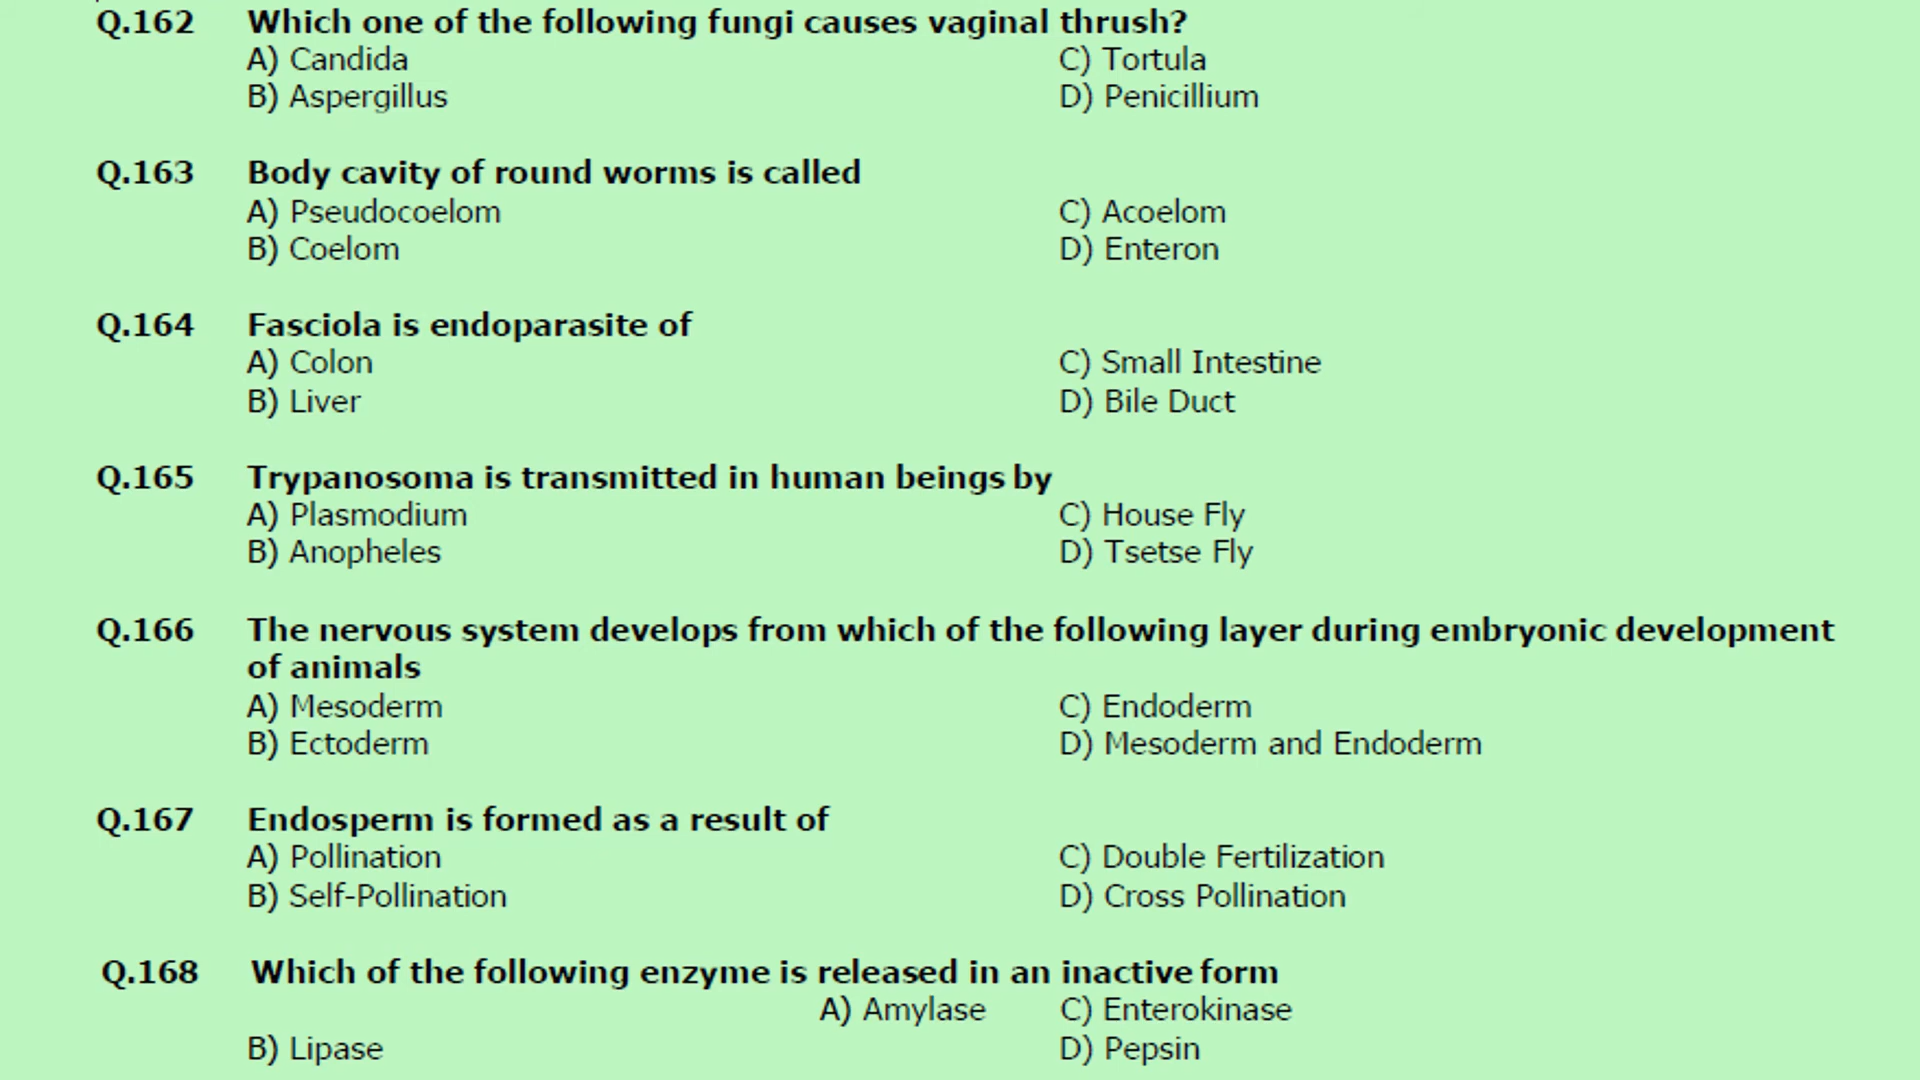 Q.162 Which one of the following fungi causes vaginal thrush?
A) Candida C) Tortula
B) Aspergillus D) Penicillium
Q.163 Body cavity of round worms is called
A) Pseudocoelom C) Acoelom
B) Coelom D) Enteron
Q.164 Fasciola is endoparasite of
A) Colon C) Small Intestine
B) Liver D) Bile Duct
Q.165 Trypanosoma is transmitted in human beings by
A) Plasmodium C) House Fly
B) Anopheles D) Tsetse Fly
Q.166 The nervous system develops from which of the following layer during embryonic development
of animals
A) Mesoderm C) Endoderm
B) Ectoderm D) Mesoderm and Endoderm
Q.167 Endosperm is formed as a result of
A) Pollination C) Double Fertilization
B) Self-Pollination D) Cross Pollination
Q.168 Which of the following enzyme is released in an inactive form
A) Amylase C) Enterokinase
B) Lipase D) Pepsin